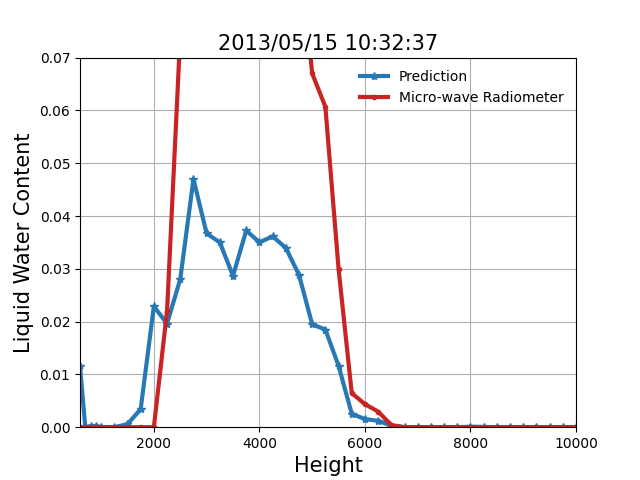 2013/05/15 10:32:37
Prediction
Micro-wave Radiometer
Liquid Water Content
0.07
0.06
0.05
0.04
0.03
0.02
0.01
0.00
2000 4000 6000 8000 10000
Height